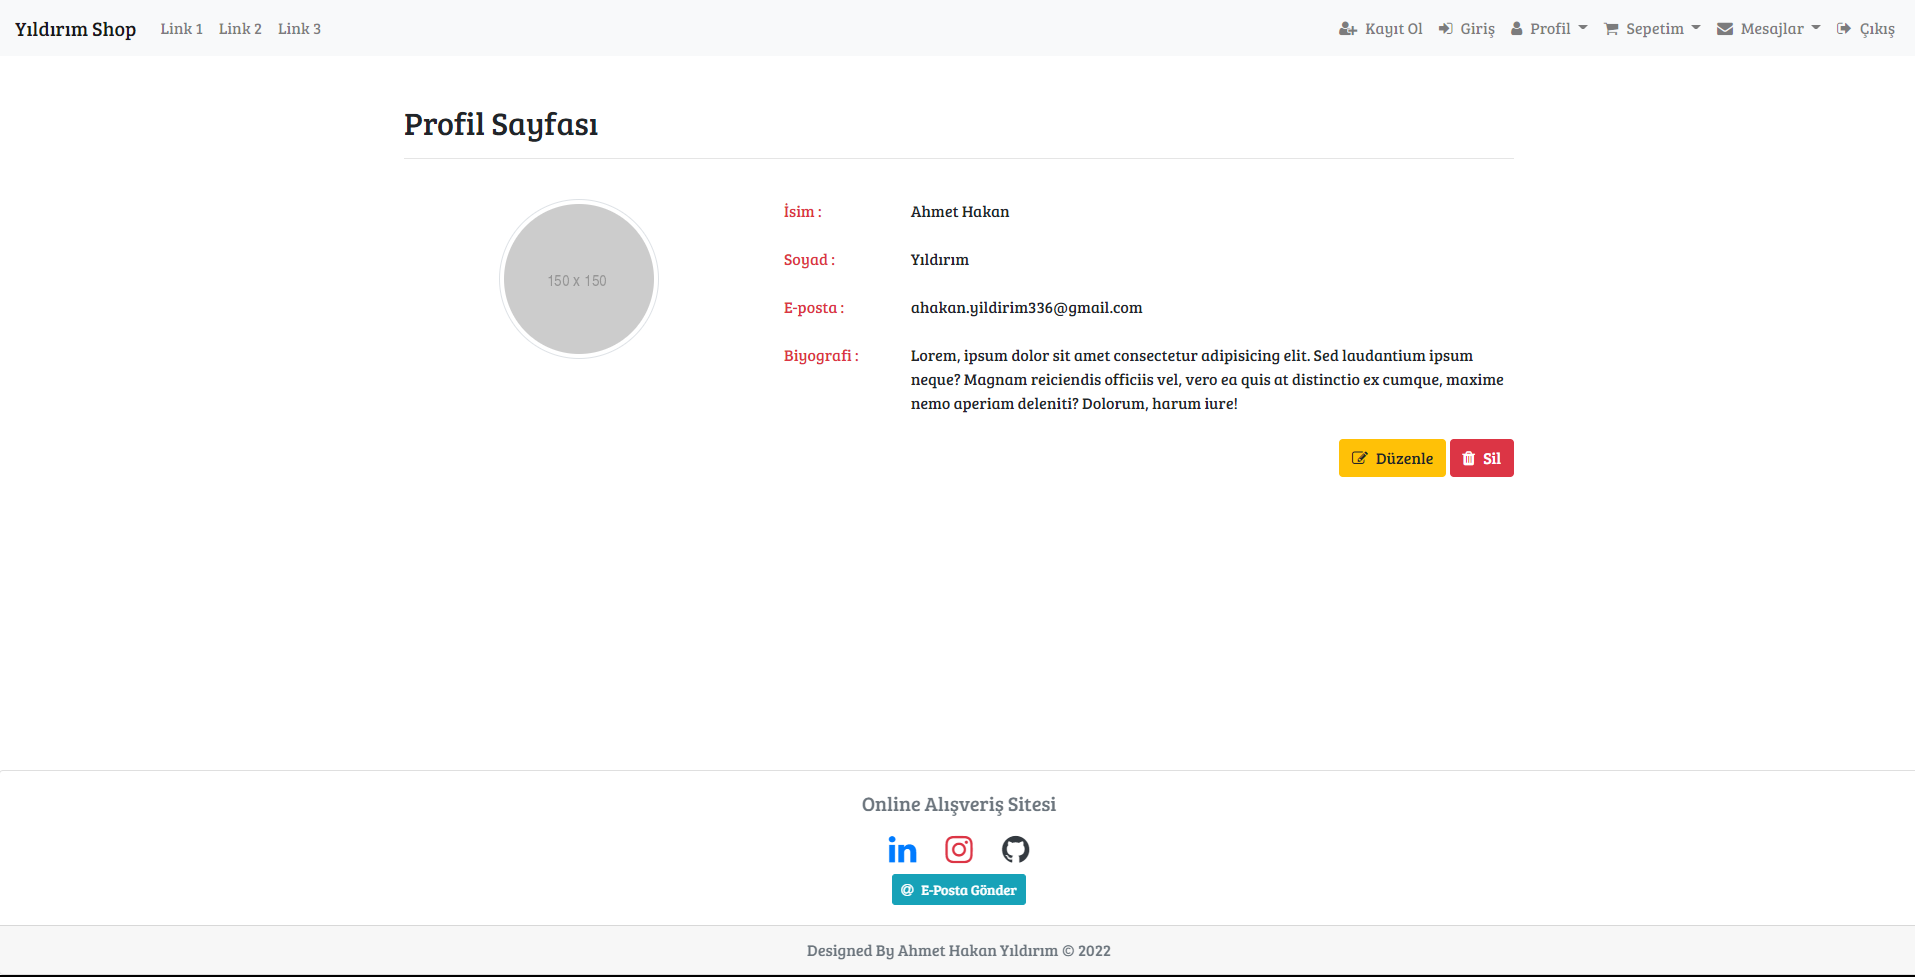 Yıldırım Shop Link 1 Link 2 Link 3 Kayıt Ol Giriş Profil Sepetim Mesajlar Çıkış
Profil Sayfası
150 x 150
İsim : Ahmet Hakan
Soyad : Yıldırım
E-posta : ahakan.yildirim336@gmail.com
Biyografi : Lorem, ipsum dolor sit amet consectetur adipisicing elit. Sed laudantium ipsum
neque? Magnam reiciendis officiis vel, vero ea quis at distinctio ex cumque, maxime
nemo aperiam deleniti? Dolorum, harum iure!
Düzenle Sil
Online Alışveriş Sitesi
E-Posta Gönder
Designed By Ahmet Hakan Yıldırım © 2022